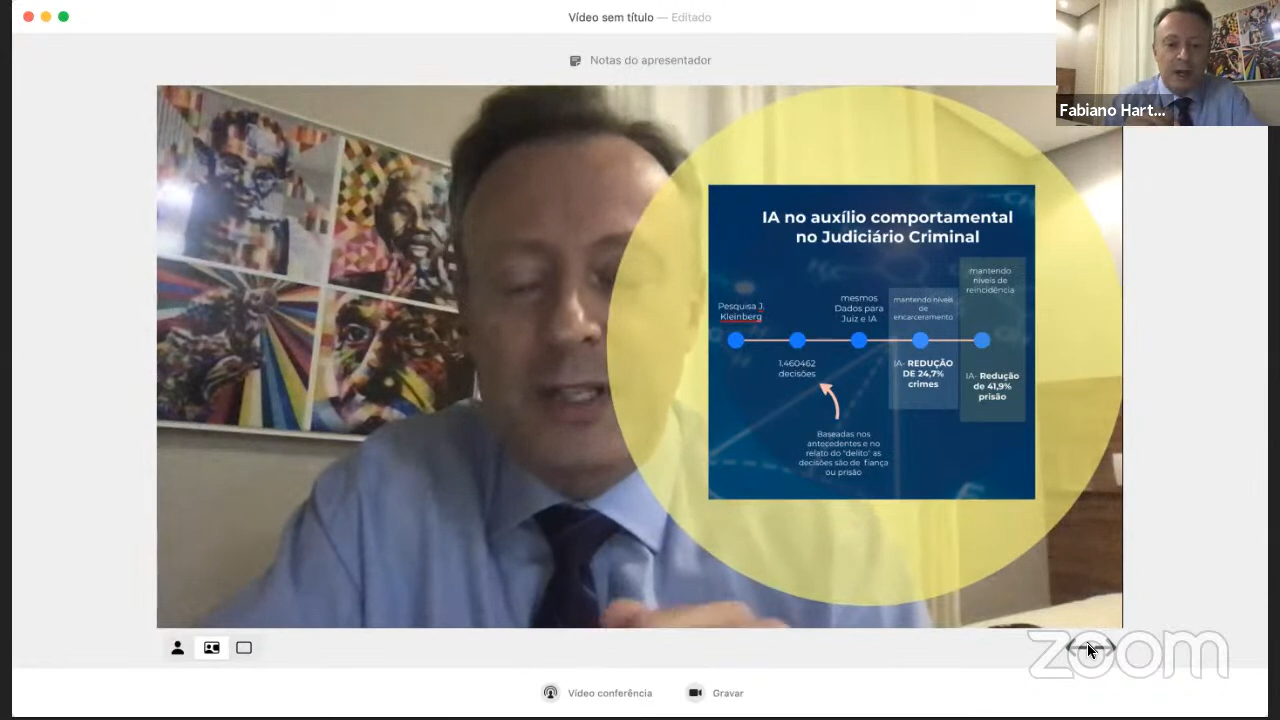 Vídeo sem título — Editado
Notas do apresentador
Fabiano Hart...
IA no auxílio comportamental
no Judiciário Criminal
Pesquisa J.
Kleinberg
1.460462
decisões
Baseadas nos
antecedentes e no
relato do "delito" as
decisões são de fiança
ou prisão
mesmos
Dados para
Juiz e IA
mantendo níveis
de
encarceramento
IA- REDUÇÃO
DE 24,7%
crimes
mantendo
níveis de
reincidência
IA- Redução
de 41,9%
prisão
zoom
Vídeo conferência
Gravar